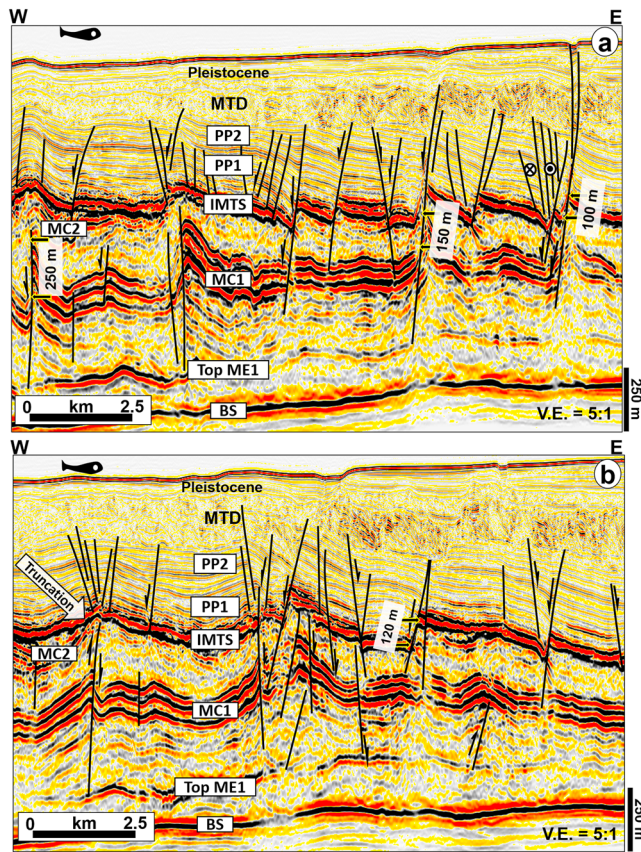 W
E
a
Pleistocene
MTD
PP2
PP1
IMTS
MC2
250 m
MC1
150 m
100 m
Top ME1
0 km 2.5
BS
V.E. = 5:1
250 m
W
E
b
Pleistocene
MTD
PP2
Truncation
PP1
IMTS
120 m
MC2
MC1
Top ME1
0 km 2.5
BS
V.E. = 5:1
250 m